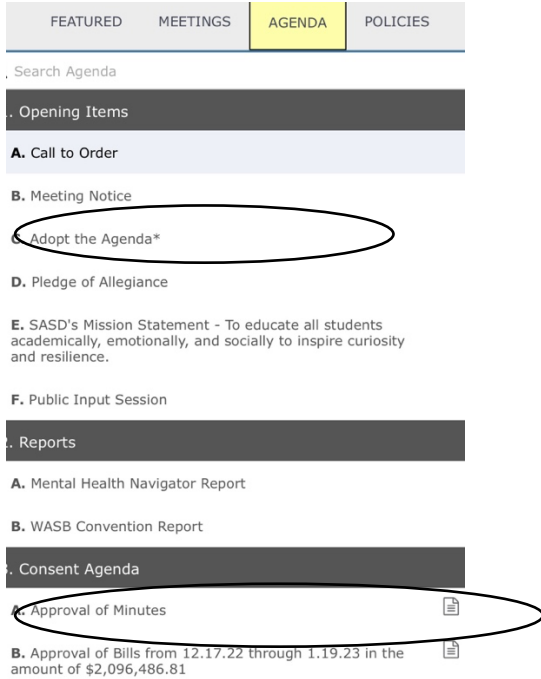 FEATURED MEETINGS AGENDA POLICIES
Search Agenda
. Opening Items
A. Call to Order
B. Meeting Notice
C. Adopt the Agenda*
D. Pledge of Allegiance
E. SASD's Mission Statement - To educate all students
academically, emotionally, and socially to inspire curiosity
and resilience.
F. Public Input Session
2. Reports
A. Mental Health Navigator Report
B. WASB Convention Report
3. Consent Agenda
A. Approval of Minutes
B. Approval of Bills from 12.17.22 through 1.19.23 in the
amount of $2,096,486.81